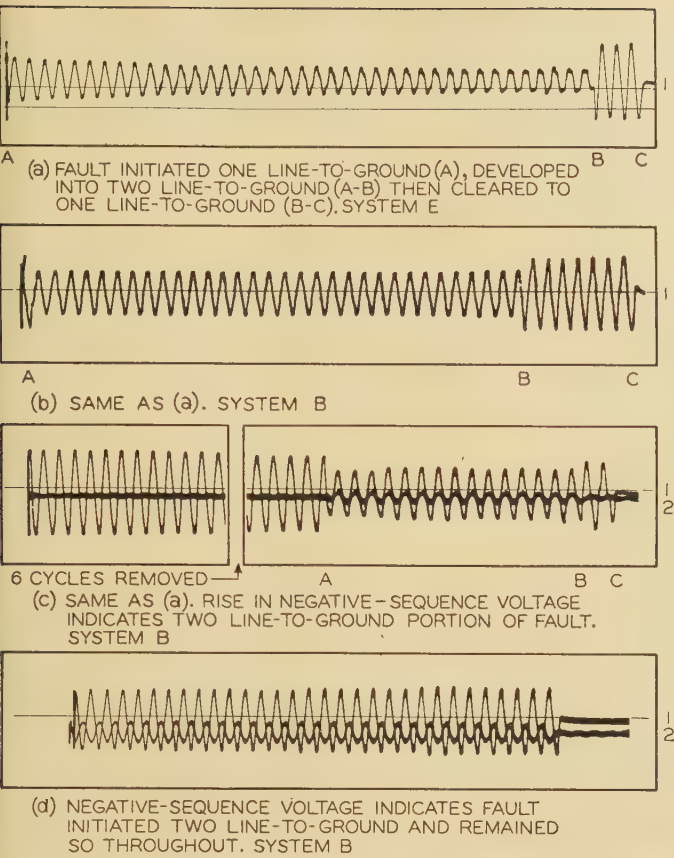 1
A B C
(a) FAULT INITIATED ONE LINE-TO-GROUND (A), DEVELOPED
INTO TWO LINE-TO-GROUND (A-B) THEN CLEARED TO
ONE LINE-TO-GROUND (B-C). SYSTEM E
1
A B C
(b) SAME AS (a). SYSTEM B
1
2
6 CYCLES REMOVED A B C
(c) SAME AS (a). RISE IN NEGATIVE-SEQUENCE VOLTAGE
INDICATES TWO LINE-TO-GROUND PORTION OF FAULT.
SYSTEM B
1
2
(d) NEGATIVE-SEQUENCE VOLTAGE INDICATES FAULT
INITIATED TWO LINE-TO-GROUND AND REMAINED
SO THROUGHOUT. SYSTEM B